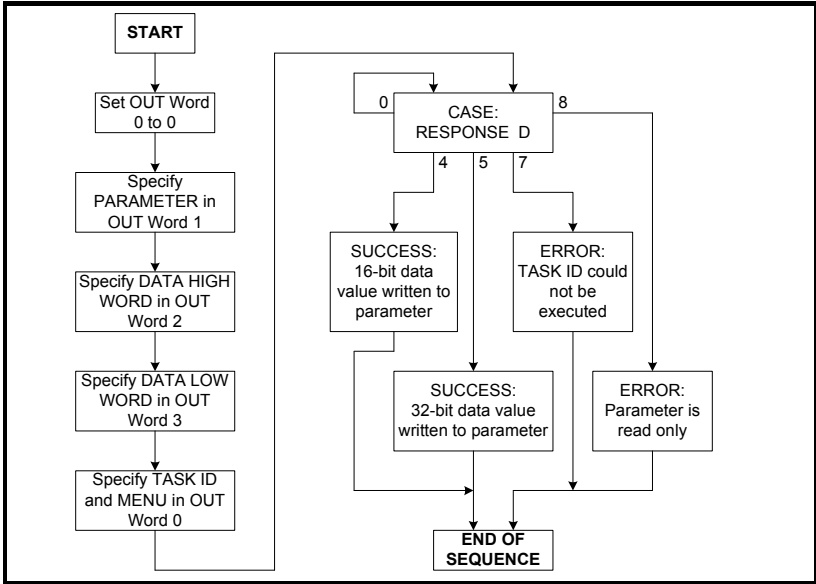 START
Set OUT Word
0 to 0
Specify
PARAMETER in
OUT Word 1
Specify DATA HIGH
WORD in OUT
Word 2
Specify DATA LOW
WORD in OUT
Word 3
Specify TASK ID
and MENU in OUT
Word 0
0
CASE:
RESPONSE D
8
4
5
7
SUCCESS:
16-bit data
value written to
parameter
ERROR:
TASK ID could
not be
executed
SUCCESS:
32-bit data value
written to parameter
ERROR:
Parameter is
read only
END OF
SEQUENCE